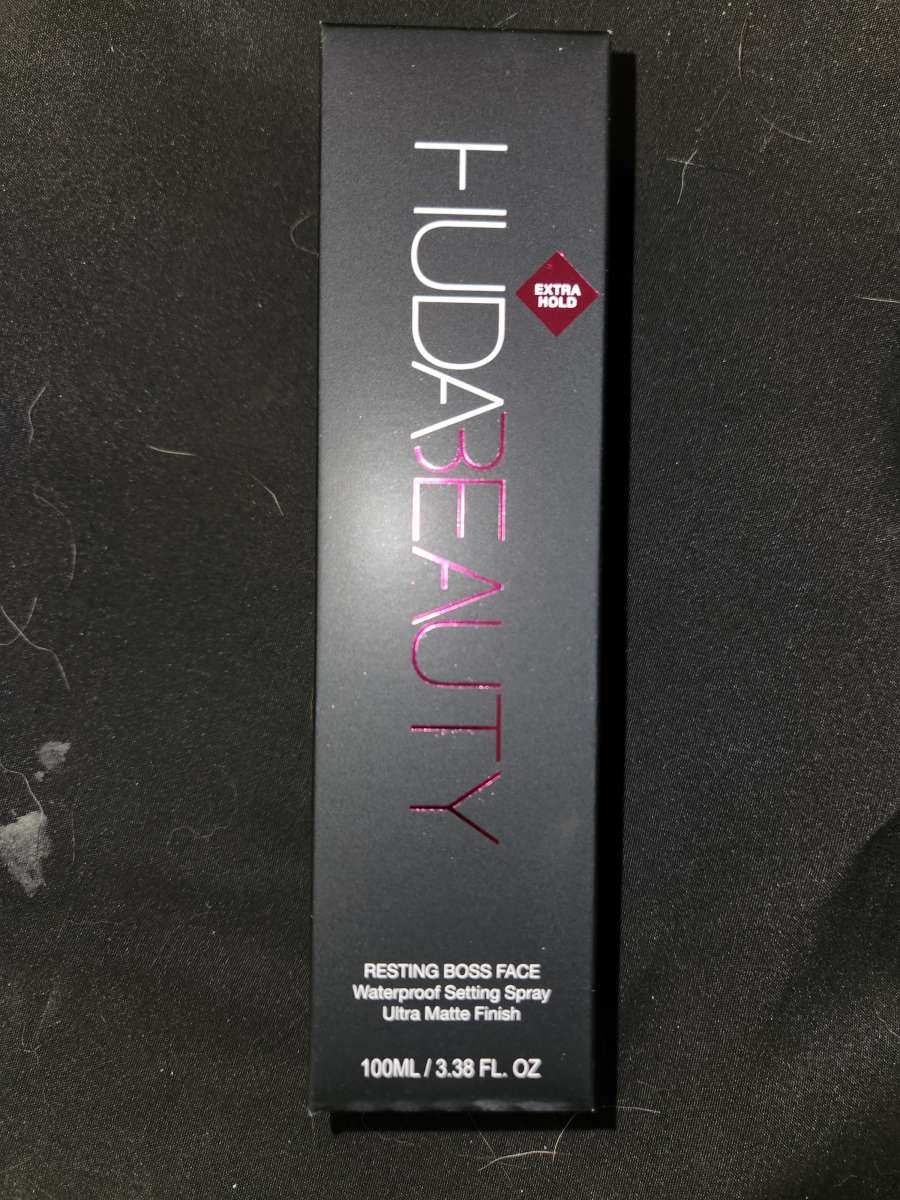 HUDABEAUTY
EXTRA
HOLD
RESTING BOSS FACE
Waterproof Setting Spray
Ultra Matte Finish
100ML / 3.38 FL. OZ